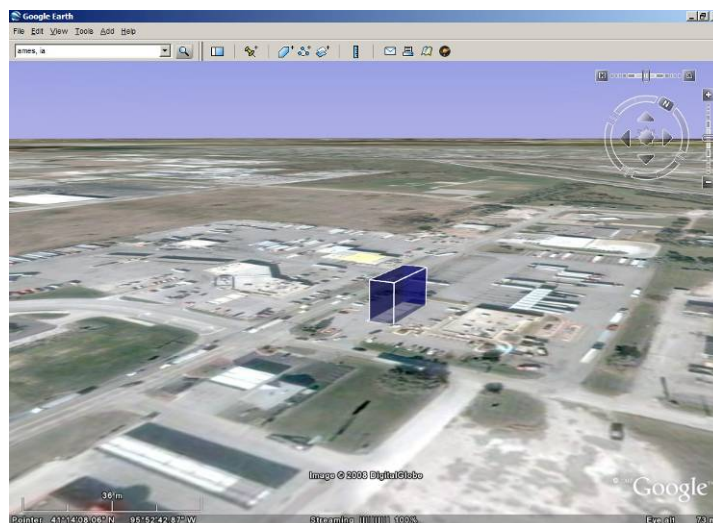 Google Earth
File Edit View Tools Add Help
ames, ia
N
36 m
Image © 2008 DigitalGlobe
Google
Pointer 41°14'08.06" N 95°52'42.87" W Streaming 100% Eye alt 73